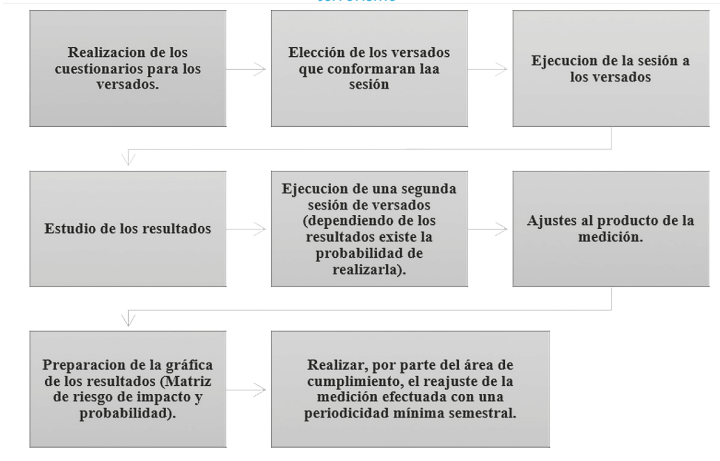 Realizacion de los
cuestionarios para los
versados.
Elección de los versados
que conformaran laa
sesión
Ejecucion de la sesión a
los versados
Estudio de los resultados
Ejecucion de una segunda
sesión de versados
(dependiendo de los
resultados existe la
probabilidad de
realizarla).
Ajustes al producto de la
medición.
Preparacion de la gráfica
de los resultados (Matriz
de riesgo de impacto y
probabilidad).
Realizar, por parte del área de
cumplimiento, el reajuste de la
medición efectuada con una
periodicidad mínima semestral.